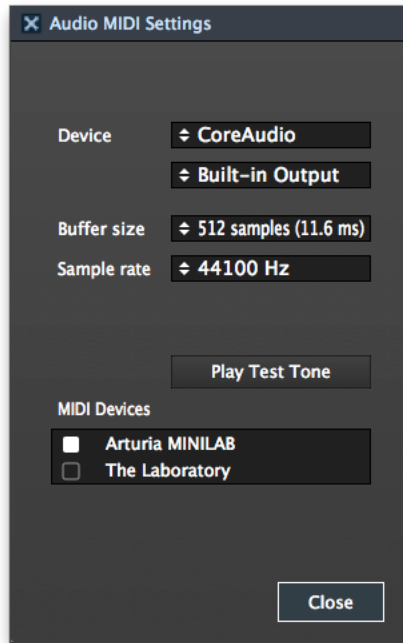 Audio MIDI Settings
Device CoreAudio
Built-in Output
Buffer size 512 samples (11.6 ms)
Sample rate 44100 Hz
Play Test Tone
MIDI Devices
Arturia MINILAB
The Laboratory
Close